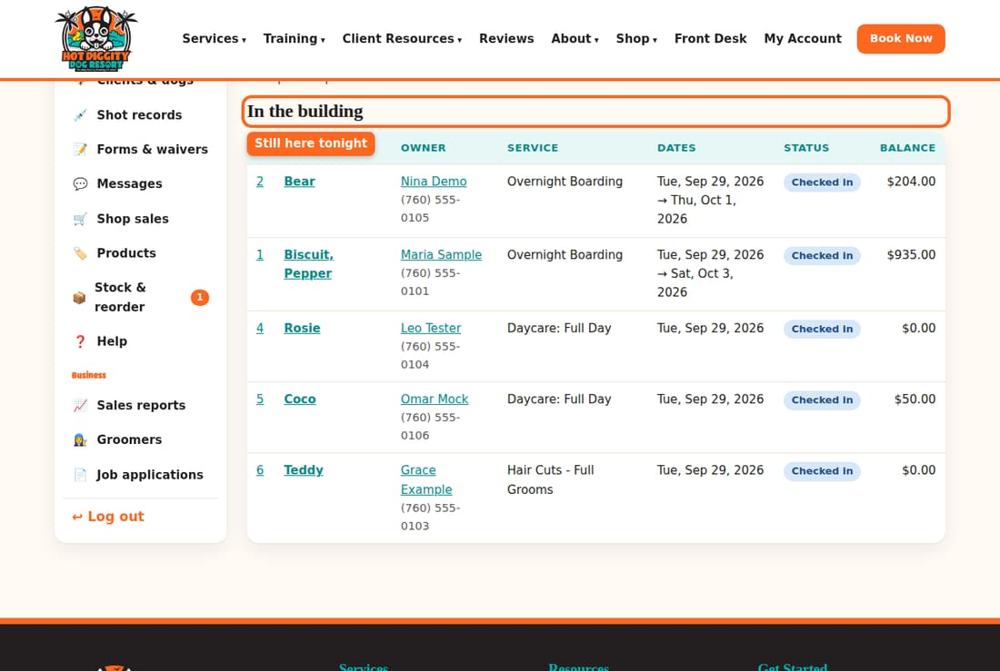 HOT DIGGITY
DOG RESORT
Services ▾ Training ▾ Client Resources ▾ Reviews About ▾ Shop ▾ Front Desk My Account Book Now
Clients & dogs
Shot records
Forms & waivers
Messages
Shop sales
Products
Stock &
reorder
1
Help
Business
Sales reports
Groomers
Job applications
↩ Log out
In the building
Still here tonight
OWNER SERVICE DATES STATUS BALANCE
2 Bear Nina Demo Overnight Boarding Tue, Sep 29, 2026 Checked in $204.00
(760) 555- → Thu, Oct 1,
0105 2026
1 Biscuit, Maria Sample Overnight Boarding Tue, Sep 29, 2026 Checked in $935.00
Pepper (760) 555- → Sat, Oct 3,
0101 2026
4 Rosie Leo Tester Daycare: Full Day Tue, Sep 29, 2026 Checked in $0.00
(760) 555-
0104
5 Coco Omar Mock Daycare: Full Day Tue, Sep 29, 2026 Checked in $50.00
(760) 555-
0106
6 Teddy Grace Hair Cuts - Full Tue, Sep 29, 2026 Checked in $0.00
Example Grooms
(760) 555-
0103
Services Resources Get Started